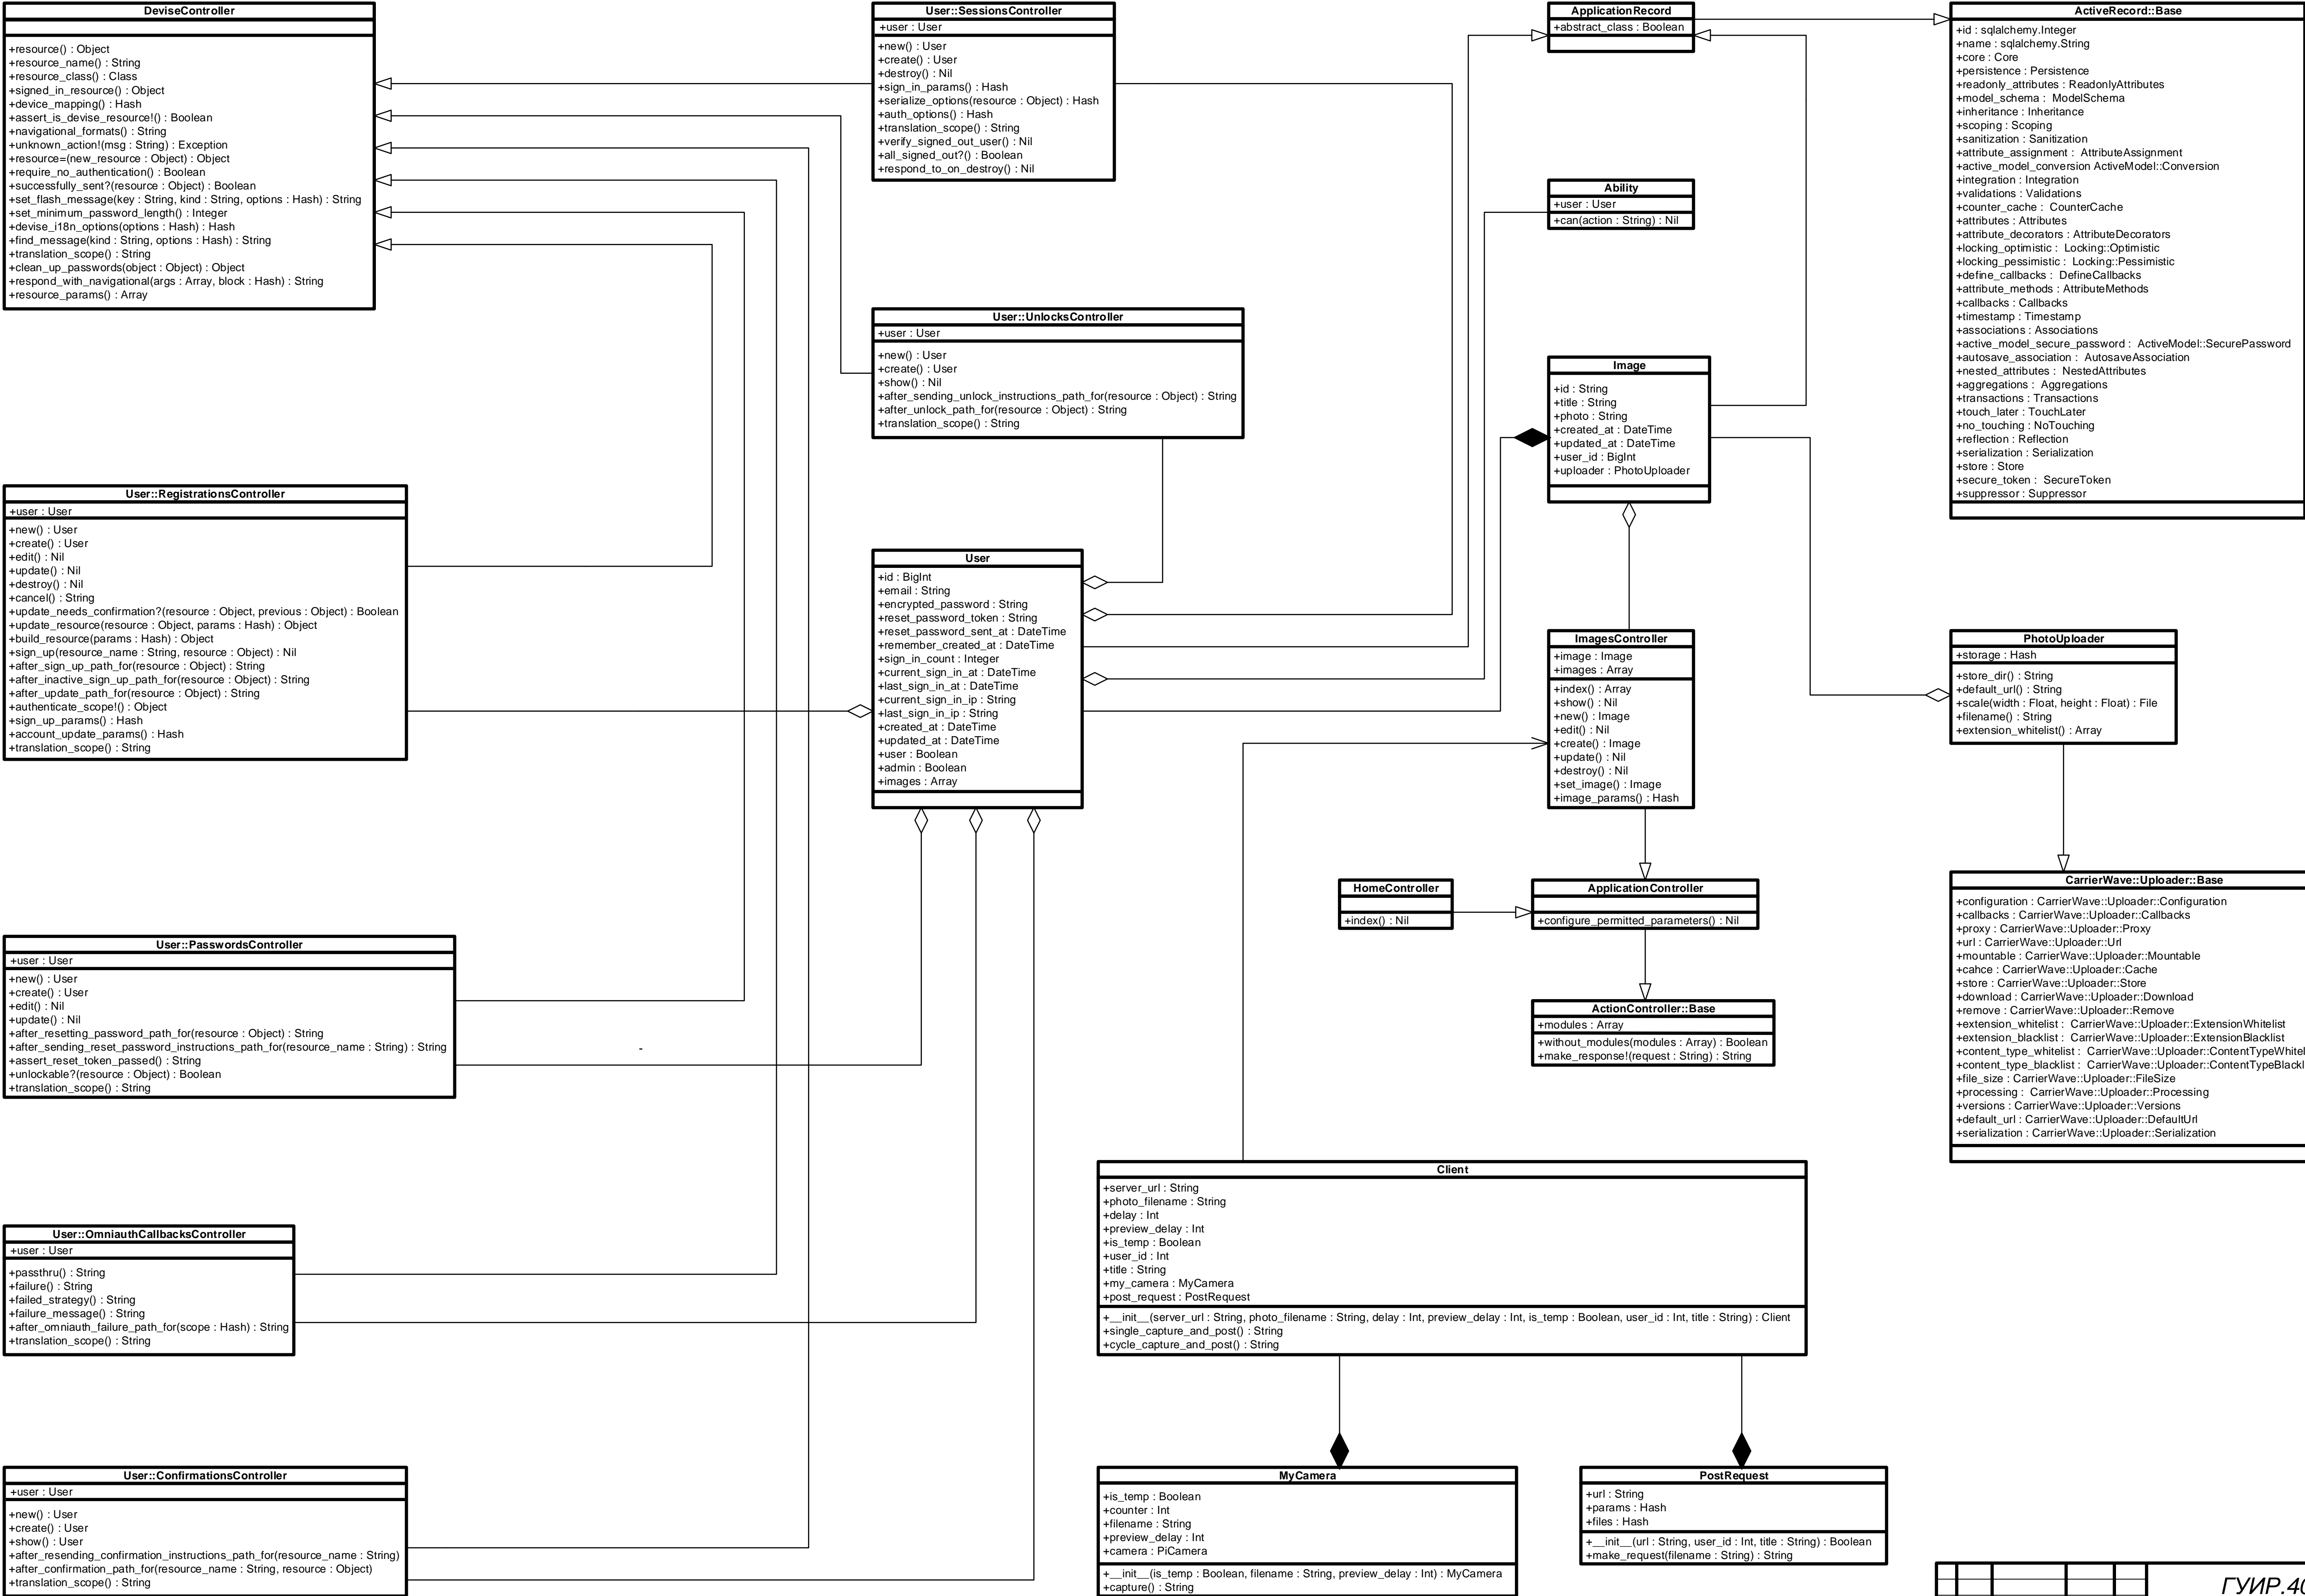 DeviseController
+resource() : Object
+resource_name() : String
+resource_class() : Class
+signed_in_resource() : Object
+device_mapping() : Hash
+assert_is_devise_resource!() : Boolean
+navigational_formats() : String
+unknown_action!(msg : String) : Exception
+resource=(new_resource : Object) : Object
+require_no_authentication() : Boolean
+successfully_sent?(resource : Object) : Boolean
+set_flash_message(key : String, kind : String, options : Hash) : String
+set_minimum_password_length() : Integer
+devise_i18n_options(options : Hash) : Hash
+find_message(kind : String, options : Hash) : String
+translation_scope() : String
+clean_up_passwords(object : Object) : Object
+respond_with_navigational(args : Array, block : Hash) : String
+resource_params() : Array
User::SessionsController
+user : User
+new() : User
+create() : User
+destroy() : Nil
+sign_in_params() : Hash
+serialize_options(resource : Object) : Hash
+auth_options() : Hash
+translation_scope() : String
+verify_signed_out_user() : Nil
+all_signed_out?() : Boolean
+respond_to_on_destroy() : Nil
ApplicationRecord
+abstract_class : Boolean
ActiveRecord::Base
+id : sqlalchemy.Integer
+name : sqlalchemy.String
+core : Core
+persistence : Persistence
+readonly_attributes : ReadonlyAttributes
+model_schema :  ModelSchema
+inheritance : Inheritance
+scoping : Scoping
+sanitization : Sanitization
+attribute_assignment :  AttributeAssignment
+active_model_conversion ActiveModel::Conversion
+integration : Integration
+validations : Validations
+counter_cache :  CounterCache
+attributes : Attributes
+attribute_decorators : AttributeDecorators
+locking_optimistic :  Locking::Optimistic
+locking_pessimistic :  Locking::Pessimistic
+define_callbacks :  DefineCallbacks
+attribute_methods : AttributeMethods
+callbacks : Callbacks
+timestamp : Timestamp
+associations : Associations
+active_model_secure_password :  ActiveModel::SecurePassword
+autosave_association :  AutosaveAssociation
+nested_attributes :  NestedAttributes
+aggregations :  Aggregations
+transactions : Transactions
+touch_later : TouchLater
+no_touching : NoTouching
+reflection : Reflection
+serialization : Serialization
+store : Store
+secure_token :  SecureToken
+suppressor : Suppressor
Ability
+user : User
+can(action : String) : Nil
User::UnlocksController
+user : User
+new() : User
+create() : User
+show() : Nil
+after_sending_unlock_instructions_path_for(resource : Object) : String
+after_unlock_path_for(resource : Object) : String
+translation_scope() : String
Image
+id : String
+title : String
+photo : String
+created_at : DateTime
+updated_at : DateTime
+user_id : BigInt
+uploader : PhotoUploader
User::RegistrationsController
+user : User
+new() : User
+create() : User
+edit() : Nil
+update() : Nil
+destroy() : Nil
+cancel() : String
+update_needs_confirmation?(resource : Object, previous : Object) : Boolean
+update_resource(resource : Object, params : Hash) : Object
+build_resource(params : Hash) : Object
+sign_up(resource_name : String, resource : Object) : Nil
+after_sign_up_path_for(resource : Object) : String
+after_inactive_sign_up_path_for(resource : Object) : String
+after_update_path_for(resource : Object) : String
+authenticate_scope!() : Object
+sign_up_params() : Hash
+account_update_params() : Hash
+translation_scope() : String
User
+id : BigInt
+email : String
+encrypted_password : String
+reset_password_token : String
+reset_password_sent_at : DateTime
+remember_created_at : DateTime
+sign_in_count : Integer
+current_sign_in_at : DateTime
+last_sign_in_at : DateTime
+current_sign_in_ip : String
+last_sign_in_ip : String
+created_at : DateTime
+updated_at : DateTime
+user : Boolean
+admin : Boolean
+images : Array
ImagesController
+image : Image
+images : Array
+index() : Array
+show() : Nil
+new() : Image
+edit() : Nil
+create() : Image
+update() : Nil
+destroy() : Nil
+set_image() : Image
+image_params() : Hash
PhotoUploader
+storage : Hash
+store_dir() : String
+default_url() : String
+scale(width : Float, height : Float) : File
+filename() : String
+extension_whitelist() : Array
HomeController
+index() : Nil
ApplicationController
+configure_permitted_parameters() : Nil
CarrierWave::Uploader::Base
+configuration : CarrierWave::Uploader::Configuration
+callbacks : CarrierWave::Uploader::Callbacks
+proxy : CarrierWave::Uploader::Proxy
+url : CarrierWave::Uploader::Url
+mountable : CarrierWave::Uploader::Mountable
+cahce : CarrierWave::Uploader::Cache
+store : CarrierWave::Uploader::Store
+download : CarrierWave::Uploader::Download
+remove : CarrierWave::Uploader::Remove
+extension_whitelist :  CarrierWave::Uploader::ExtensionWhitelist
+extension_blacklist :  CarrierWave::Uploader::ExtensionBlacklist
+content_type_whitelist :  CarrierWave::Uploader::ContentTypeWhitel
+content_type_blacklist :  CarrierWave::Uploader::ContentTypeBlackl
+file_size : CarrierWave::Uploader::FileSize
+processing :  CarrierWave::Uploader::Processing
+versions : CarrierWave::Uploader::Versions
+default_url : CarrierWave::Uploader::DefaultUrl
+serialization : CarrierWave::Uploader::Serialization
User::PasswordsController
+user : User
+new() : User
+create() : User
+edit() : Nil
+update() : Nil
+after_resetting_password_path_for(resource : Object) : String
+after_sending_reset_password_instructions_path_for(resource_name : String) : String
+assert_reset_token_passed() : String
+unlockable?(resource : Object) : Boolean
+translation_scope() : String
-
ActionController::Base
+modules : Array
+without_modules(modules : Array) : Boolean
+make_response!(request : String) : String
Client
+server_url : String
+photo_filename : String
+delay : Int
+preview_delay : Int
+is_temp : Boolean
+user_id : Int
+title : String
+my_camera : MyCamera
+post_request : PostRequest
+__init__(server_url : String, photo_filename : String, delay : Int, preview_delay : Int, is_temp : Boolean, user_id : Int, title : String) : Client
+single_capture_and_post() : String
+cycle_capture_and_post() : String
User::OmniauthCallbacksController
+user : User
+passthru() : String
+failure() : String
+failed_strategy() : String
+failure_message() : String
+after_omniauth_failure_path_for(scope : Hash) : String
+translation_scope() : String
User::ConfirmationsController
+user : User
+new() : User
+create() : User
+show() : User
+after_resending_confirmation_instructions_path_for(resource_name : String)
+after_confirmation_path_for(resource_name : String, resource : Object)
+translation_scope() : String
MyCamera
+is_temp : Boolean
+counter : Int
+filename : String
+preview_delay : Int
+camera : PiCamera
+__init__(is_temp : Boolean, filename : String, preview_delay : Int) : MyCamera
+capture() : String
PostRequest
+url : String
+params : Hash
+files : Hash
+__init__(url : String, user_id : Int, title : String) : Boolean
+make_request(filename : String) : String
ГУИР.40